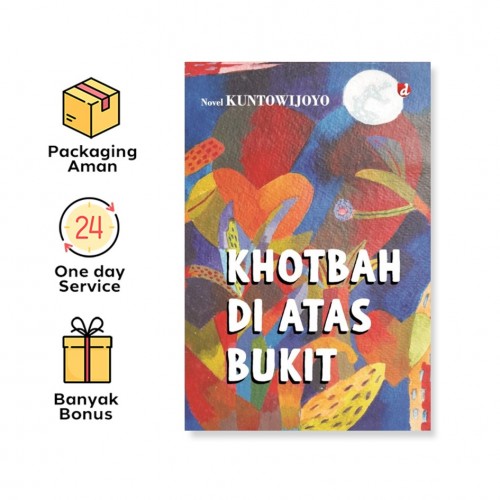 Packaging
Aman
24
One day
Service
Banyak
Bonus
Novel KUNTOWIJOYO
d
KHOTBAH
DI ATAS
BUKIT